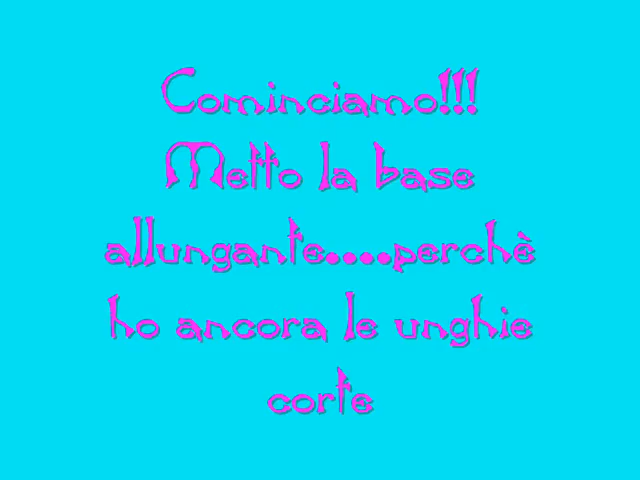 Cominciamo!!!
Metto la base
allungante....perchè
ho ancora le unghie
corte